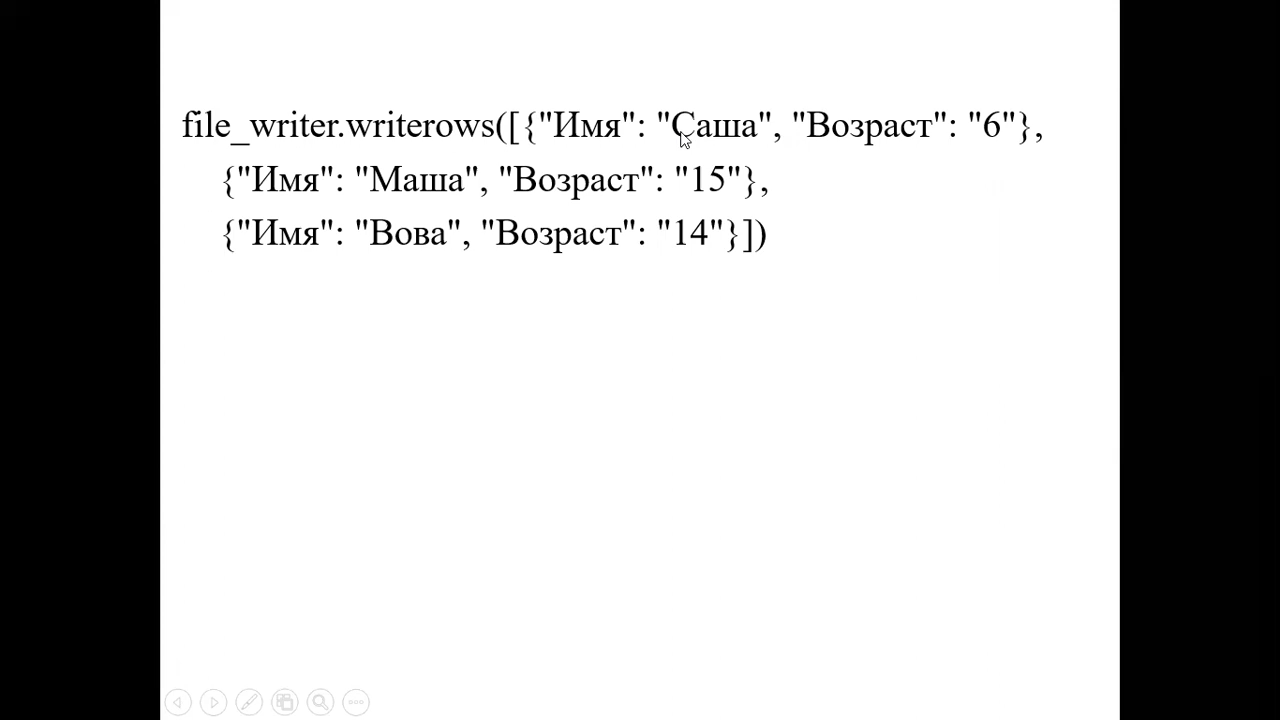 file_writer.writerows([{"Имя": "Саша", "Возраст": "6"},
{"Имя": "Маша", "Возраст": "15"},
{"Имя": "Вова", "Возраст": "14"}])